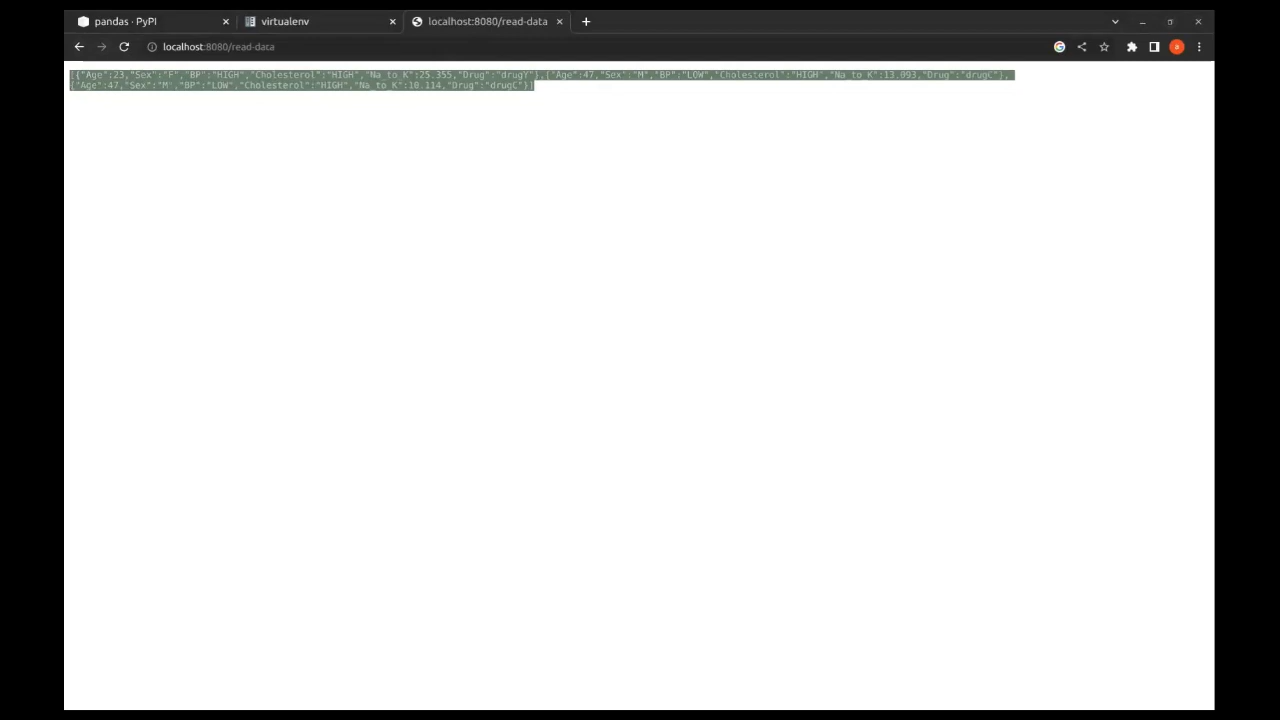 pandas · PyPI
virtualenv
localhost:8080/read-data
localhost:8080/read-data
a
[{"Age":23,"Sex":"F","BP":"HIGH","Cholesterol":"HIGH","Na_to_K":25.355,"Drug":"drugY"},{"Age":47,"Sex":"M","BP":"LOW","Cholesterol":"HIGH","Na_to_K":13.093,"Drug":"drugC"},
{"Age":47,"Sex":"M","BP":"LOW","Cholesterol":"HIGH","Na_to_K":10.114,"Drug":"drugC"}]